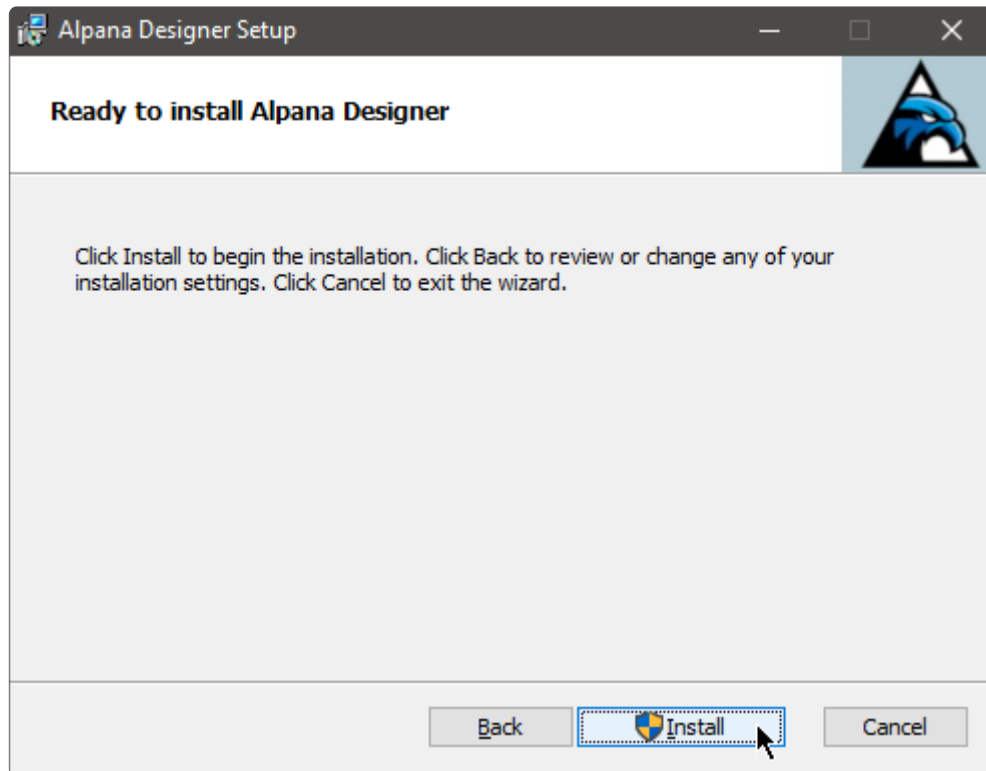 Alpana Designer Setup
Ready to install Alpana Designer
Click Install to begin the installation. Click Back to review or change any of your
installation settings. Click Cancel to exit the wizard.
Back Install Cancel